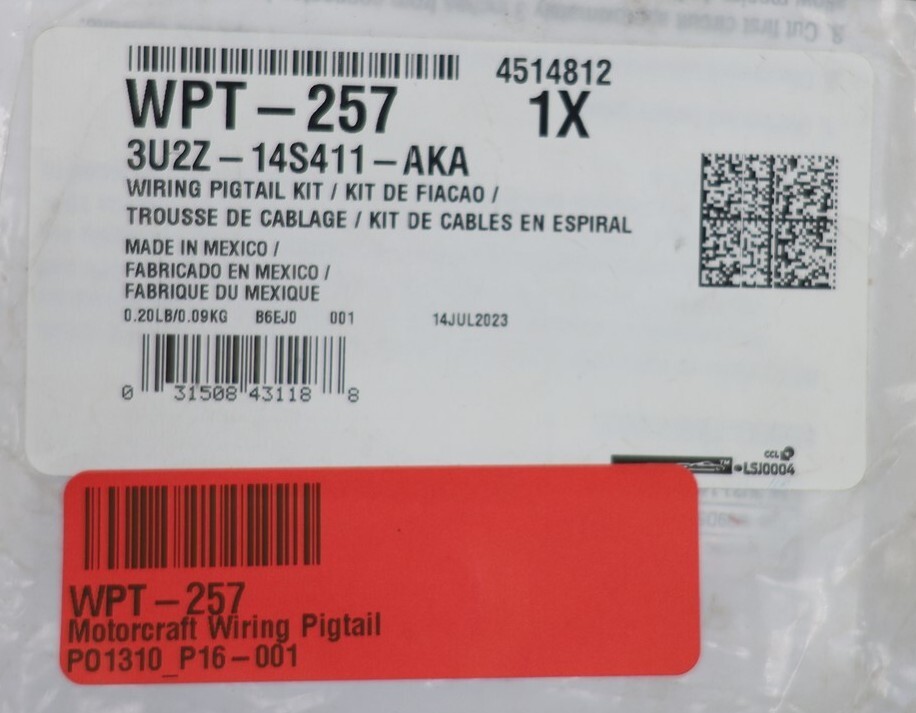 4514812
WPT-257 1X
3U2Z-14S411-AKA
WIRING PIGTAIL KIT / KIT DE FIACAO /
TROUSSE DE CABLAGE / KIT DE CABLES EN ESPIRAL
MADE IN MEXICO /
FABRICADO EN MEXICO /
FABRIQUE DU MEXIQUE
0.20LB/0.09KG B6EJ0 001 14JUL2023
0 31508 43118 8
CCL
LSJ0004
WPT-257
Motorcraft Wiring Pigtail
PO1310_P16-001